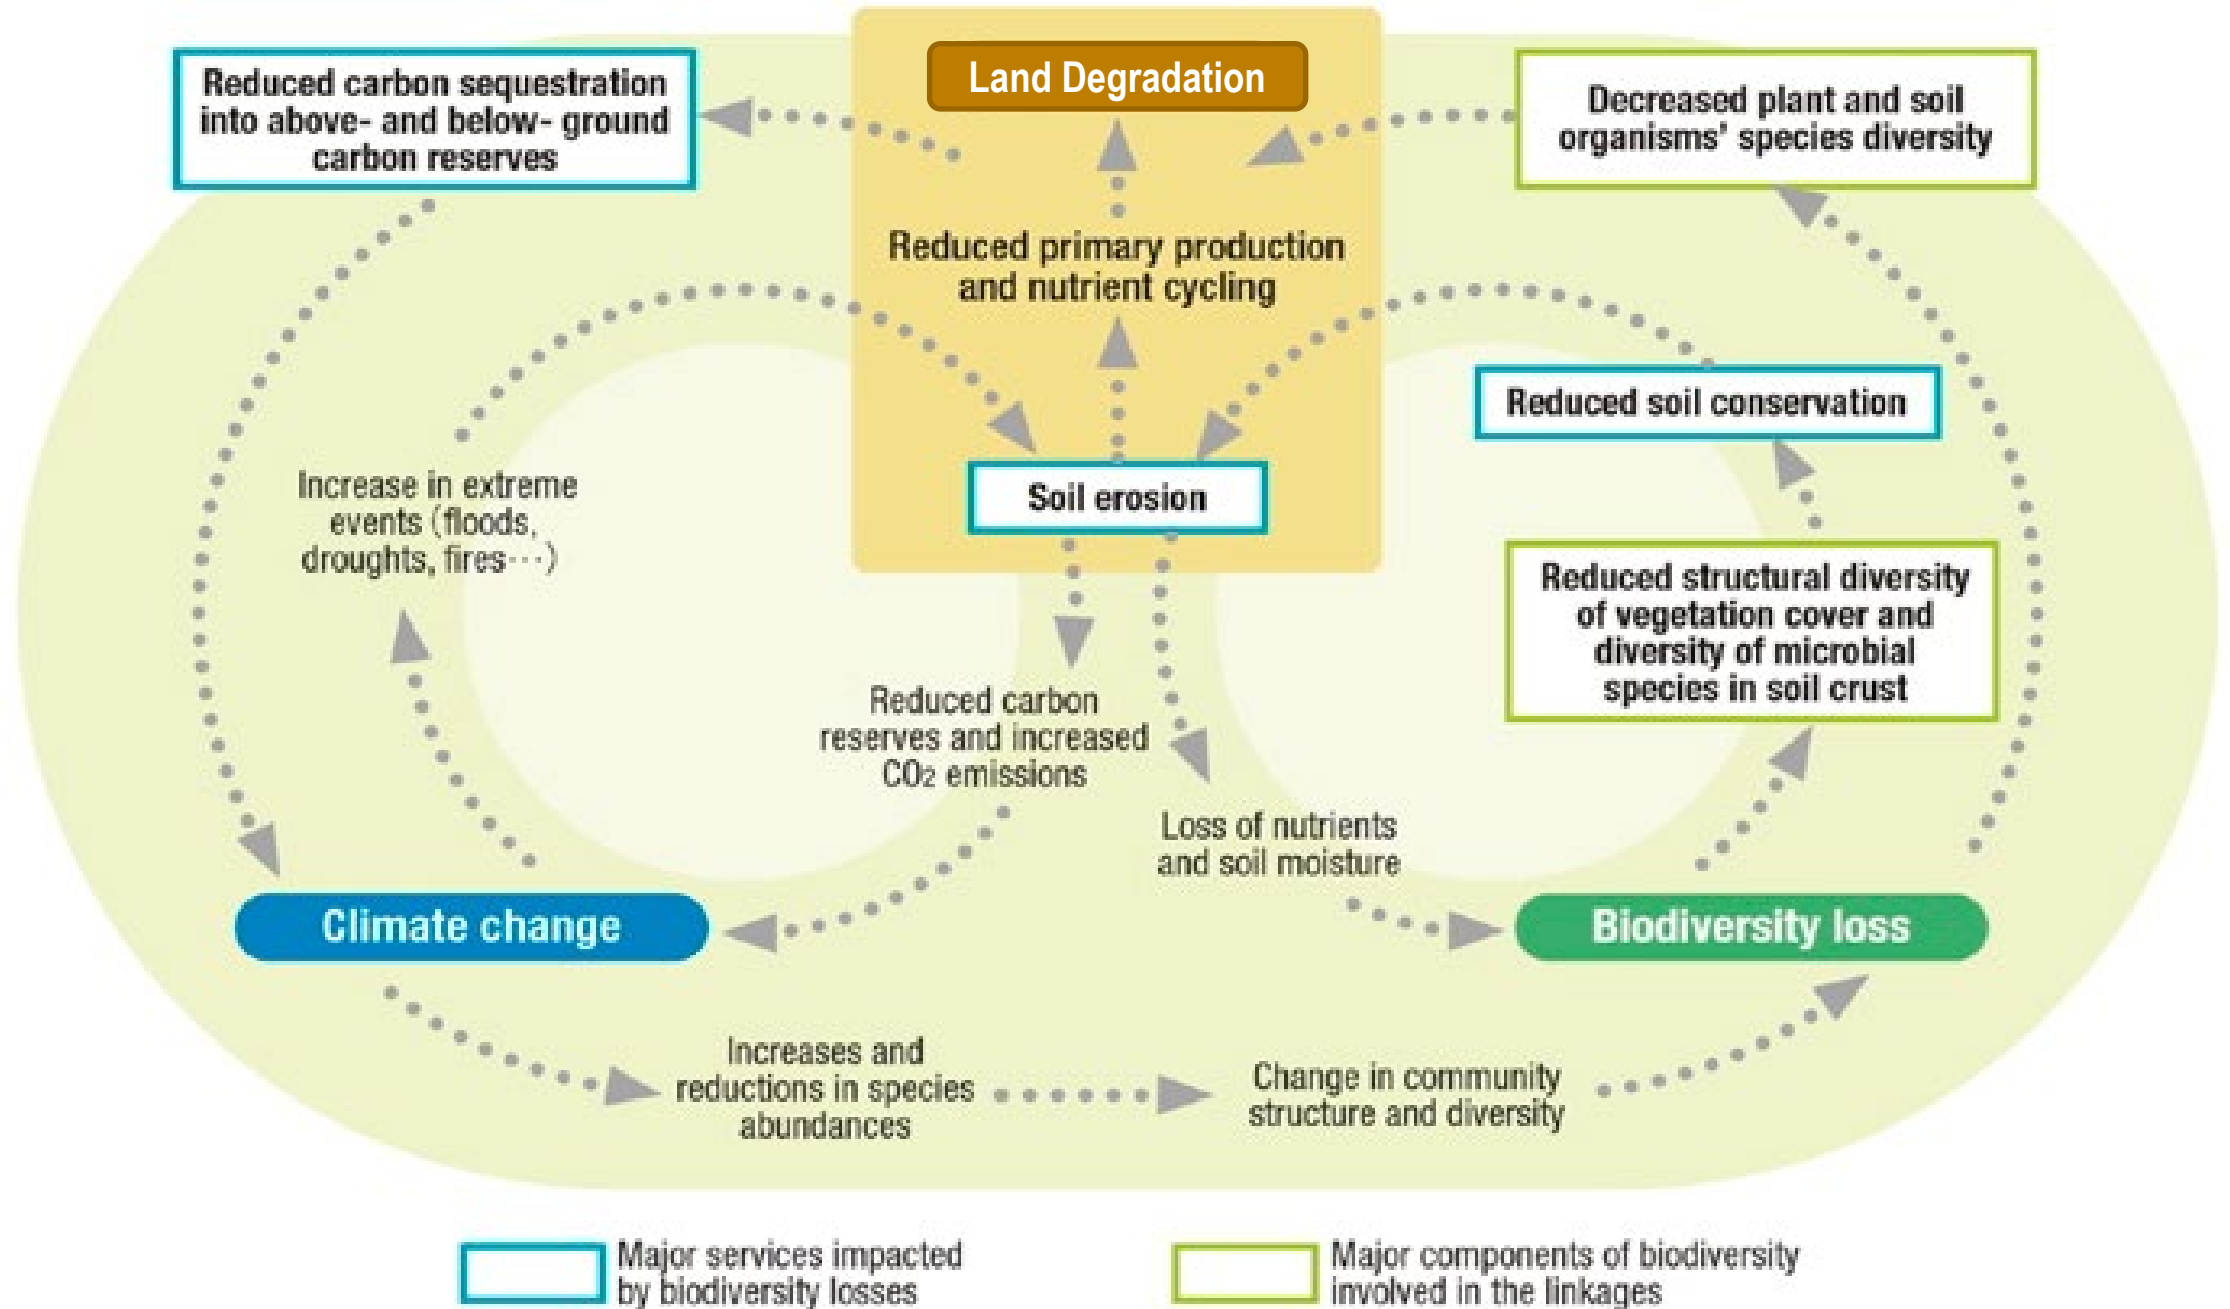 Land Degradation
Reduced carbon sequestration
into above- and below- ground
carbon reserves
Decreased plant and soil
organisms' species diversity
Reduced primary production
and nutrient cycling
Reduced soil conservation
Soil erosion
Increase in extreme
events (floods,
droughts, fires…)
Reduced structural diversity
of vegetation cover and
diversity of microbial
species in soil crust
Reduced carbon
reserves and increased
CO2 emissions
Loss of nutrients
and soil moisture
Climate change
Biodiversity loss
Increases and
reductions in species
abundances
Change in community
structure and diversity
Major services impacted
by biodiversity losses
Major components of biodiversity
involved in the linkages